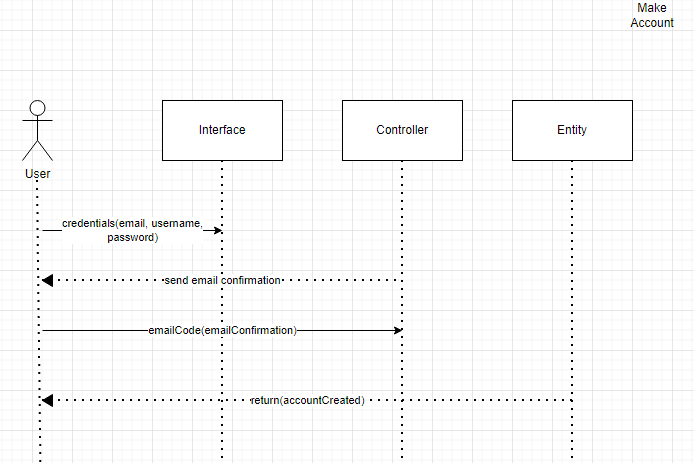 Make
Account
Interface
Controller
Entity
User
credentials(email, username,
password)
send email confirmation
emailCode(emailConfirmation)
return(accountCreated)